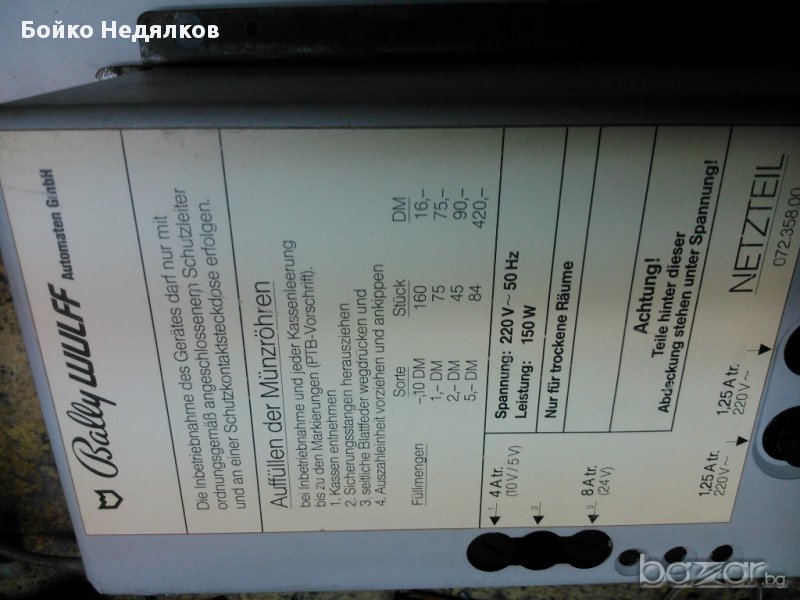 Бойко Недялков
Bally WULFF Automaten GmbH
Die Inbetriebnahme des Gerätes darf nur mit
ordnungsgemäß angeschlossenem Schutzleiter
und an einer Schutzkontaktsteckdose erfolgen.
Auffüllen der Münzröhren
bei Inbetriebnahme und jeder Kassenleerung
bis zu den Markierungen (PTB-Vorschrift).
1. Kassen entnehmen
2. Sicherungsstangen herausziehen
3 seitliche Blattfeder wegdrücken und
4. Auszahleinheit vorziehen und ankippen
Füllmengen Sorte Stück DM
-,10 DM 160 16,-
1,- DM 75 75,-
2,- DM 45 90,-
5,- DM 84 420,-
Spannung: 220 V ~ 50 Hz
Leistung: 150 W
Nur für trockene Räume
Achtung!
Teile hinter dieser
Abdeckung stehen unter Spannung!
1 4 A tr.
(10 V / 5 V)
2
3 8 A tr.
(24 V)
1,25 A tr.
220 V ~
1,25 A tr.
220 V ~
NETZTEIL
072.358.00
bazar.bg